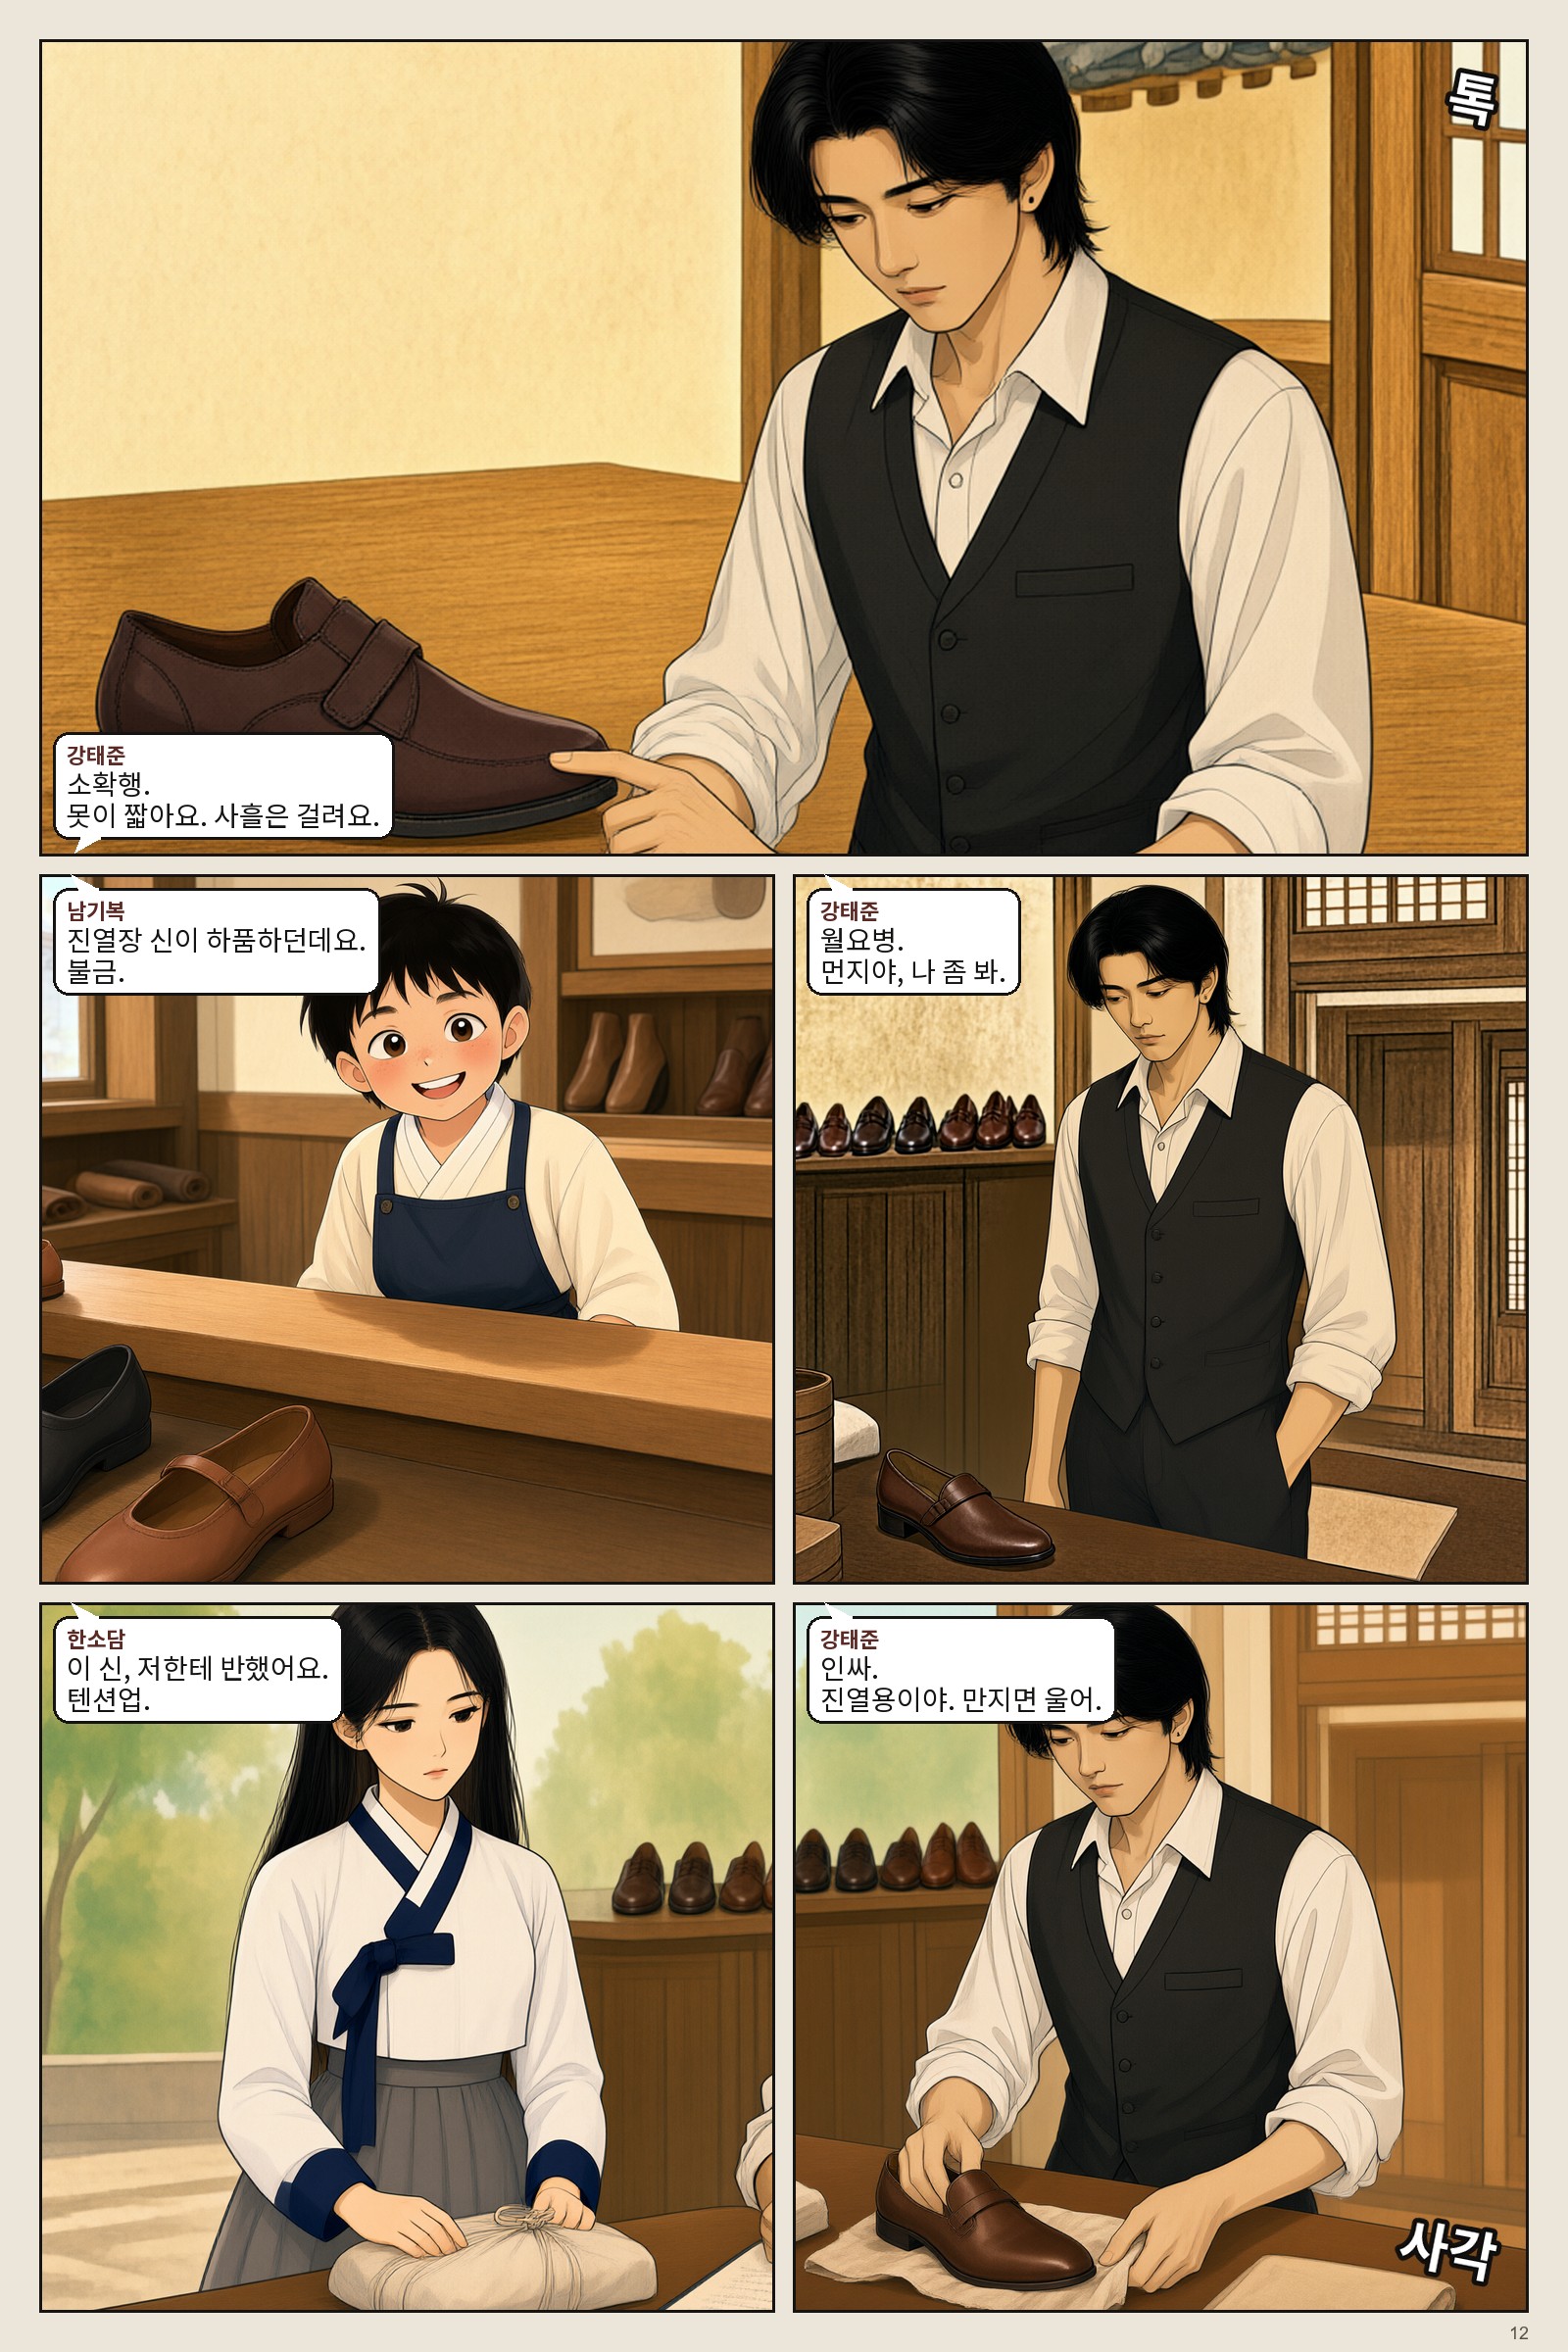 톡
강태준
소확행.
못이 짧아요. 사흘은 걸려요.
남기복
진열장 신이 하품하던데요.
불금.
강태준
월요병.
먼지야, 나 좀 봐.
한소담
이 신, 저한테 반했어요.
텐션업.
강태준
인싸.
진열용이야. 만지면 울어.
사각
12